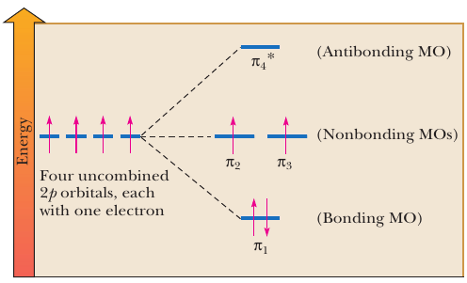 Energy
π₄*
(Antibonding MO)
π₂
π₃
(Nonbonding MOs)
Four uncombined
2p orbitals, each
with one electron
π₁
(Bonding MO)